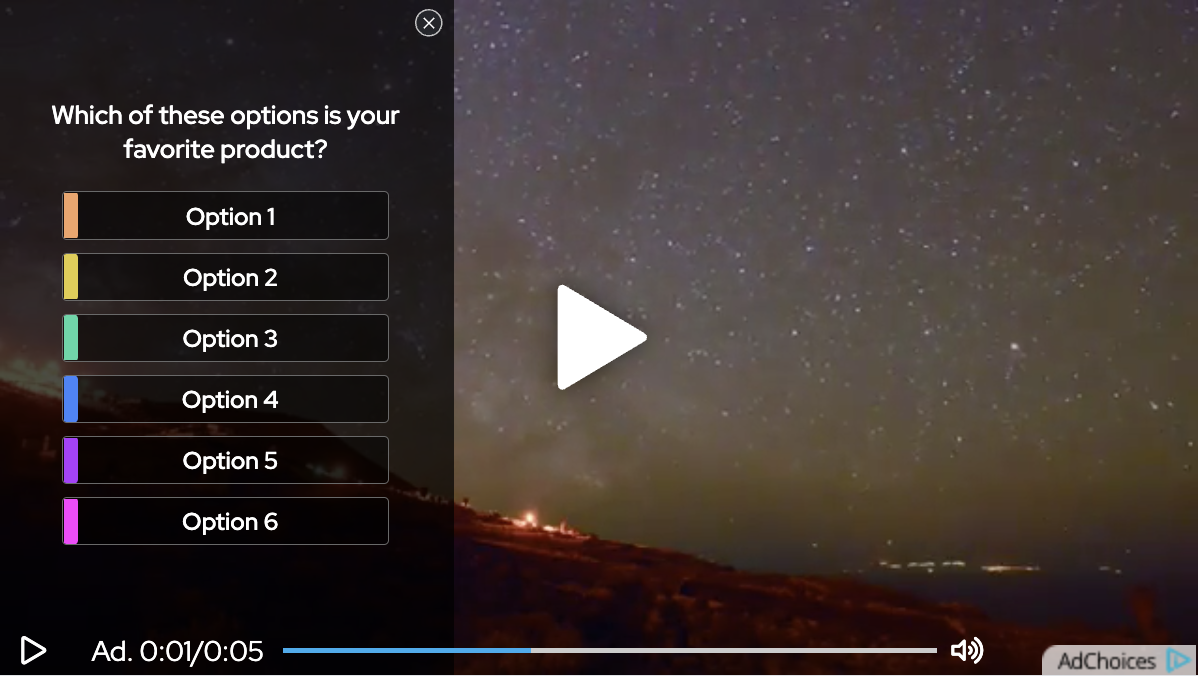 Which of these options is your
favorite product?
Option 1
Option 2
Option 3
Option 4
Option 5
Option 6
Ad. 0:01/0:05
AdChoices